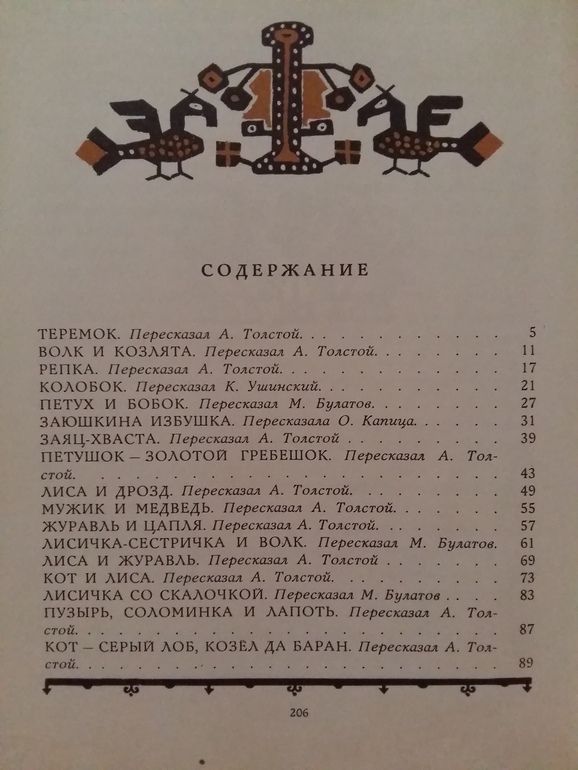 СОДЕРЖАНИЕ
ТЕРЕМОК. Пересказал А. Толстой. . . . . . . . . . . 5
ВОЛК И КОЗЛЯТА. Пересказал А. Толстой. . . . . . . 11
РЕПКА. Пересказал А. Толстой. . . . . . . . . . . . 17
КОЛОБОК. Пересказал К. Ушинский. . . . . . . . . . 21
ПЕТУХ И БОБОК. Пересказал М. Булатов. . . . . . . 27
ЗАЮШКИНА ИЗБУШКА. Пересказала О. Капица. . . . . 31
ЗАЯЦ-ХВАСТА. Пересказал А. Толстой . . . . . . . . 39
ПЕТУШОК — ЗОЛОТОЙ ГРЕБЕШОК. Пересказал А. Тол-
стой. . . . . . . . . . . . . . . . . . . . . . 43
ЛИСА И ДРОЗД. Пересказал А. Толстой. . . . . . . . 49
МУЖИК И МЕДВЕДЬ. Пересказал А. Толстой. . . . . . 55
ЖУРАВЛЬ И ЦАПЛЯ. Пересказал А. Толстой. . . . . . 57
ЛИСИЧКА-СЕСТРИЧКА И ВОЛК. Пересказал М. Булатов. 61
ЛИСА И ЖУРАВЛЬ. Пересказал А. Толстой . . . . . . 69
КОТ И ЛИСА. Пересказал А. Толстой. . . . . . . . . 73
ЛИСИЧКА СО СКАЛОЧКОЙ. Пересказал М. Булатов . . . 83
ПУЗЫРЬ, СОЛОМИНКА И ЛАПОТЬ. Пересказал А. Тол-
стой. . . . . . . . . . . . . . . . . . . . . . 87
КОТ — СЕРЫЙ ЛОБ, КОЗЁЛ ДА БАРАН. Пересказал А. Тол-
стой. . . . . . . . . . . . . . . . . . . . . . 89
206